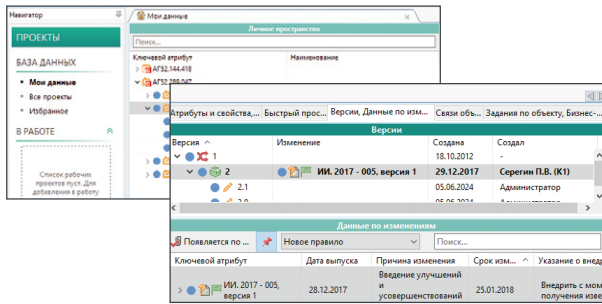 Навигатор
Мои данные
ПРОЕКТЫ
БАЗА ДАННЫХ
Мои данные
Все проекты
Избранное
В РАБОТЕ
Список рабочих
проектов пуст. Для
добавления в работу
Личное пространство
Поиск...
Ключевой атрибут Наименование
АГ52.144.418
АГ52.289.047
Атрибуты и свойства,... Быстрый прос... Версии, Данные по изм... Связи объ... Задания по объекту, Бизнес-...
Версии
Версия Изменение Создана Создал
1 18.10.2012 -
2 ИИ. 2017 - 005, версия 1 29.12.2017 Серегин П.В. (К1)
2.1 05.06.2024 Администратор
Данные по изменениям
Появляется по ... Новое правило Поиск...
Ключевой атрибут Дата выпуска Причина изменения Срок изм... Указание о внед
ИИ. 2017 - 005,
версия 1
28.12.2017
Введение улучшений
и
усовершенствований
25.01.2018
Внедрить с мом
получения изве